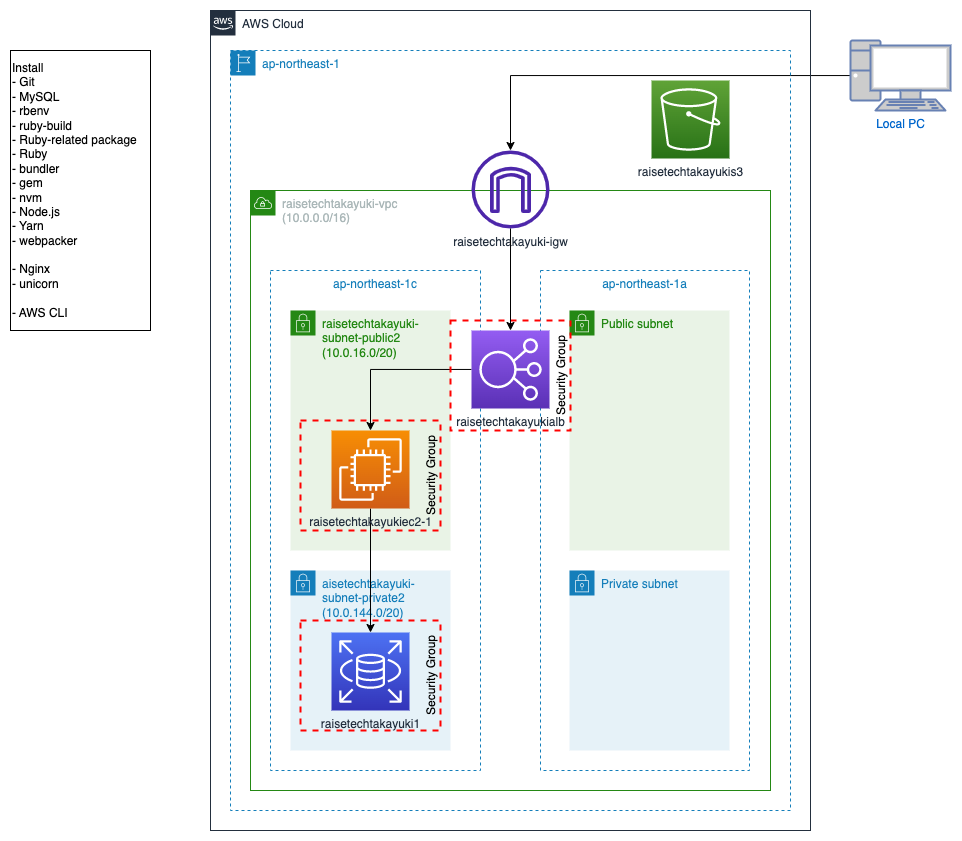 aws
AWS Cloud
Install
- Git
- MySQL
- rbenv
- ruby-build
- Ruby-related package
- Ruby
- bundler
- gem
- nvm
- Node.js
- Yarn
- webpacker
- Nginx
- unicorn
- AWS CLI
ap-northeast-1
Local PC
raisetechtakayukis3
raisetechtakayuki-vpc
(10.0.0.0/16)
raisetechtakayuki-igw
ap-northeast-1c
ap-northeast-1a
raisetechtakayuki-
subnet-public2
(10.0.16.0/20)
Public subnet
Security Group
raisetechtakayukialb
Security Group
raisetechtakayukiec2-1
aisetechtakayuki-
subnet-private2
(10.0.144.0/20)
Private subnet
Security Group
raisetechtakayuki1